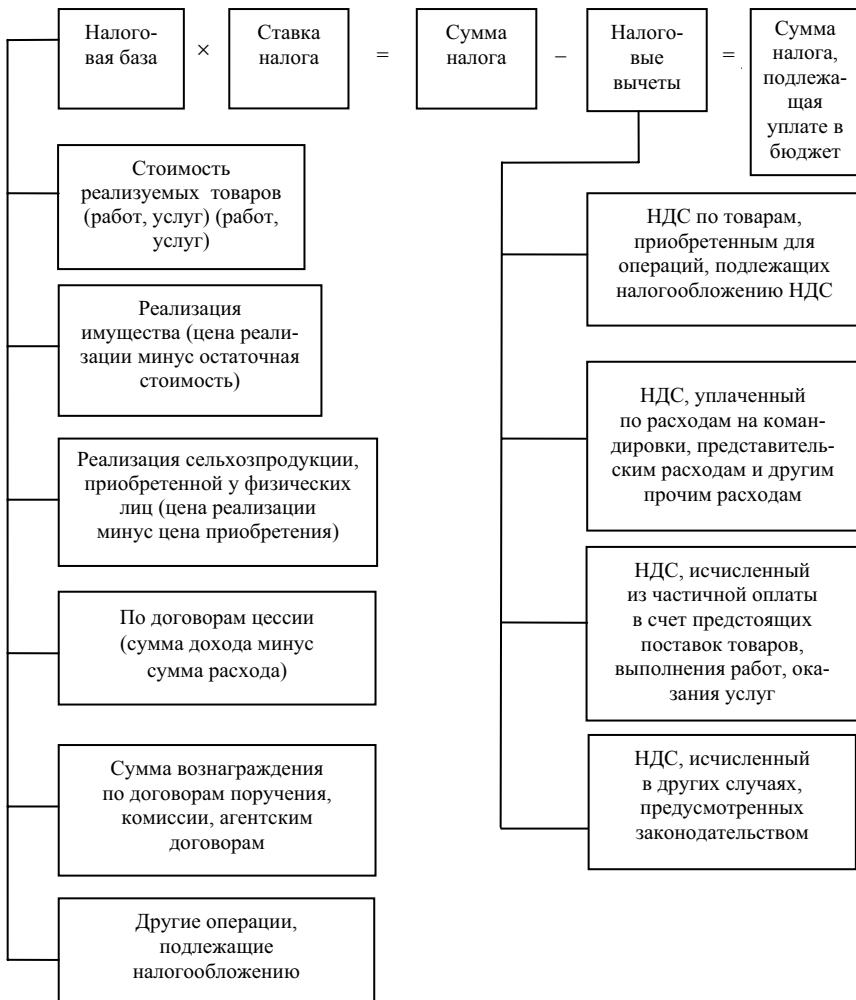 Налого-
вая база
×
Ставка
налога
=
Сумма
налога
–
Налого-
вые
вычеты
=
Сумма
налога,
подлежа-
щая
уплате в
бюджет
Стоимость
реализуемых товаров
(работ, услуг) (работ,
услуг)
Реализация
имущества (цена реали-
зации минус остаточная
стоимость)
Реализация сельхозпродукции,
приобретенной у физических
лиц (цена реализации
минус цена приобретения)
По договорам цессии
(сумма дохода минус
сумма расхода)
Сумма вознаграждения
по договорам поручения,
комиссии, агентским
договорам
Другие операции,
подлежащие
налогообложению
НДС по товарам,
приобретенным для
операций, подлежащих
налогообложению НДС
НДС, уплаченный
по расходам на коман-
дировки, представитель-
ским расходам и другим
прочим расходам
НДС, исчисленный
из частичной оплаты
в счет предстоящих
поставок товаров,
выполнения работ, ока-
зания услуг
НДС, исчисленный
в других случаях,
предусмотренных
законодательством